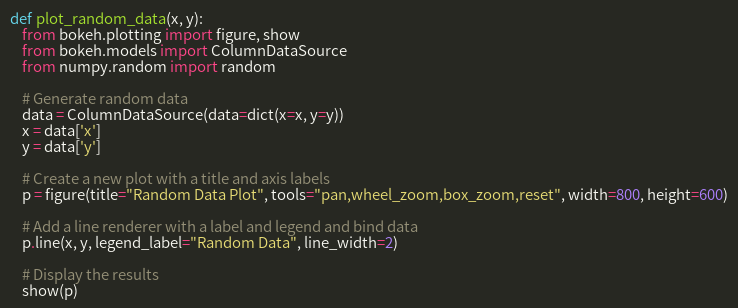 def plot_random_data(x, y):
    from bokeh.plotting import figure, show
    from bokeh.models import ColumnDataSource
    from numpy.random import random

    # Generate random data
    data = ColumnDataSource(data=dict(x=x, y=y))
    x = data['x']
    y = data['y']

    # Create a new plot with a title and axis labels
    p = figure(title="Random Data Plot", tools="pan,wheel_zoom,box_zoom,reset", width=800, height=600)

    # Add a line renderer with a label and legend and bind data
    p.line(x, y, legend_label="Random Data", line_width=2)

    # Display the results
    show(p)